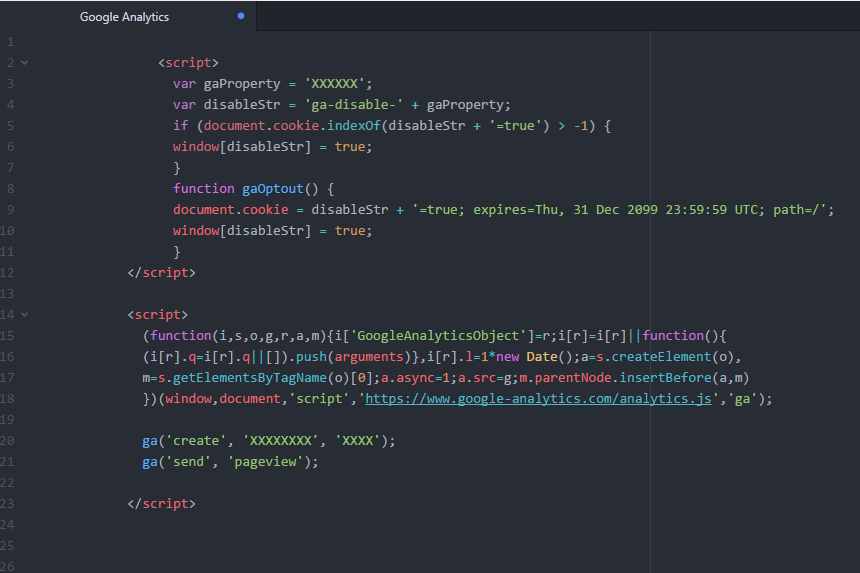 Google Analytics
1
2 <script>
3 var gaProperty = 'XXXXXX';
4 var disableStr = 'ga-disable-' + gaProperty;
5 if (document.cookie.indexOf(disableStr + '=true') > -1) {
6 window[disableStr] = true;
7 }
8 function gaOptout() {
9 document.cookie = disableStr + '=true; expires=Thu, 31 Dec 2099 23:59:59 UTC; path=/';
10 window[disableStr] = true;
11 }
12 </script>
13
14 <script>
15 (function(i,s,o,g,r,a,m){i['GoogleAnalyticsObject']=r;i[r]=i[r]||function(){
16 (i[r].q=i[r].q||[]).push(arguments)},i[r].l=1*new Date();a=s.createElement(o),
17 m=s.getElementsByTagName(o)[0];a.async=1;a.src=g;m.parentNode.insertBefore(a,m)
18 })(window,document,'script','https://www.google-analytics.com/analytics.js','ga');
19
20 ga('create', 'XXXXXXXX', 'XXXX');
21 ga('send', 'pageview');
22
23 </script>
24
25
26